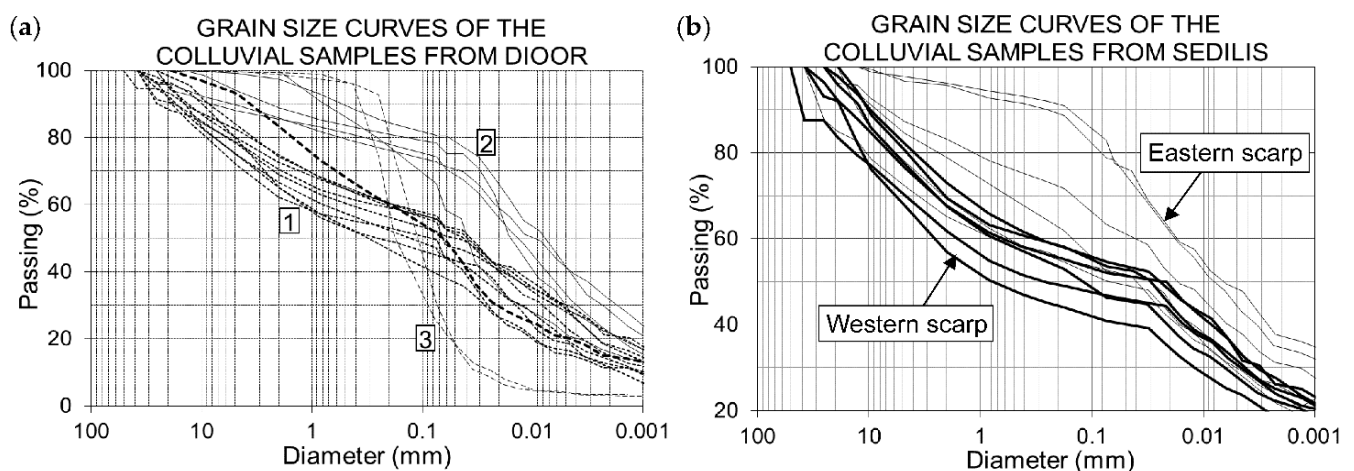 (a)
GRAIN SIZE CURVES OF THE
COLLUVIAL SAMPLES FROM DIOOR
100
80
60
40
20
0
Passing (%)
1
2
3
100
10
1
0.1
0.01
0.001
Diameter (mm)
(b)
GRAIN SIZE CURVES OF THE
COLLUVIAL SAMPLES FROM SEDILIS
100
80
60
40
20
Passing (%)
Eastern scarp
Western scarp
100
10
1
0.1
0.01
0.001
Diameter (mm)